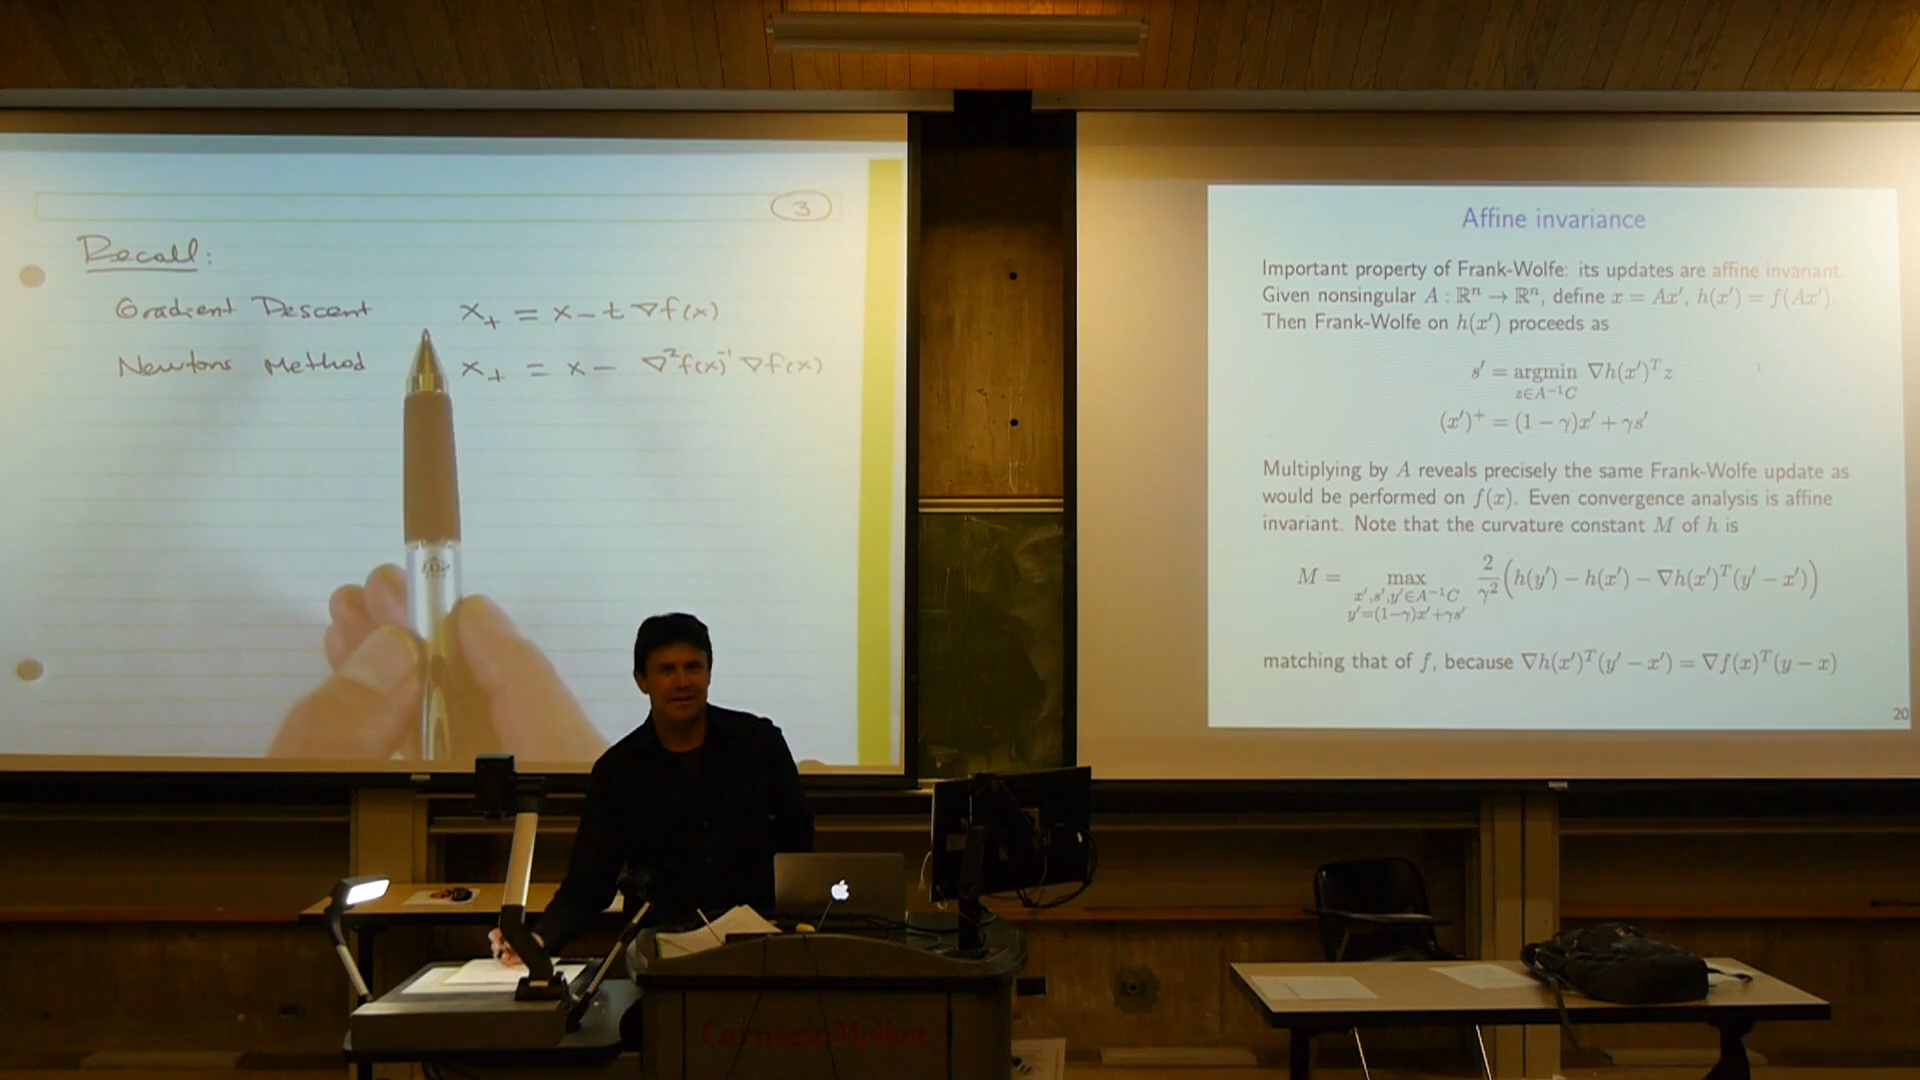 3
Recall:
Gradient Descent x₊ = x − t ∇f(x)
Newtons Method x₊ = x − ∇²f(x)⁻¹ ∇f(x)
Affine invariance
Important property of Frank-Wolfe: its updates are affine invariant.
Given nonsingular A : ℝⁿ → ℝⁿ, define x = Ax′, h(x′) = f(Ax′).
Then Frank-Wolfe on h(x′) proceeds as
s′ = argmin ∇h(x′)ᵀz
z∈A⁻¹C
(x′)⁺ = (1 − γ)x′ + γs′
Multiplying by A reveals precisely the same Frank-Wolfe update as
would be performed on f(x). Even convergence analysis is affine
invariant. Note that the curvature constant M of h is
M = max 2/γ² (h(y′) − h(x′) − ∇h(x′)ᵀ(y′ − x′))
x′,s′,y′∈A⁻¹C
y′=(1−γ)x′+γs′
matching that of f, because ∇h(x′)ᵀ(y′ − x′) = ∇f(x)ᵀ(y − x)
20
Carnegie Mellon